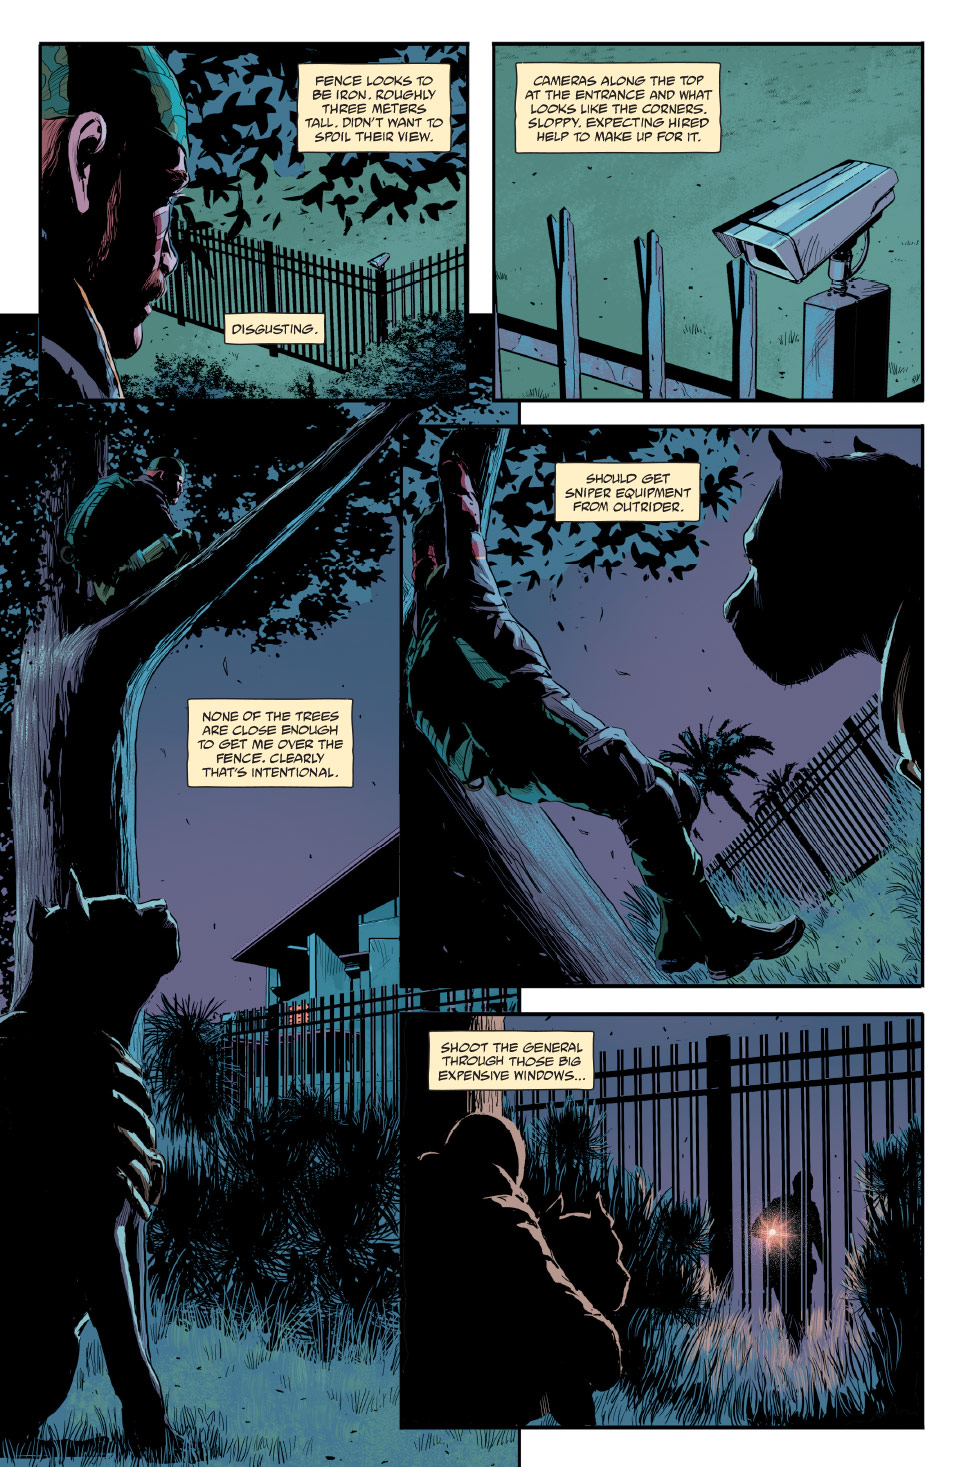 FENCE LOOKS TO
BE IRON. ROUGHLY
THREE METERS
TALL. DIDN'T WANT TO
SPOIL THEIR VIEW.
DISGUSTING.
CAMERAS ALONG THE TOP
AT THE ENTRANCE AND WHAT
LOOKS LIKE THE CORNERS.
SLOPPY. EXPECTING HIRED
HELP TO MAKE UP FOR IT.
NONE OF THE TREES
ARE CLOSE ENOUGH
TO GET ME OVER THE
FENCE. CLEARLY
THAT'S INTENTIONAL.
SHOULD GET
SNIPER EQUIPMENT
FROM OUTRIDER.
SHOOT THE GENERAL
THROUGH THOSE BIG
EXPENSIVE WINDOWS...